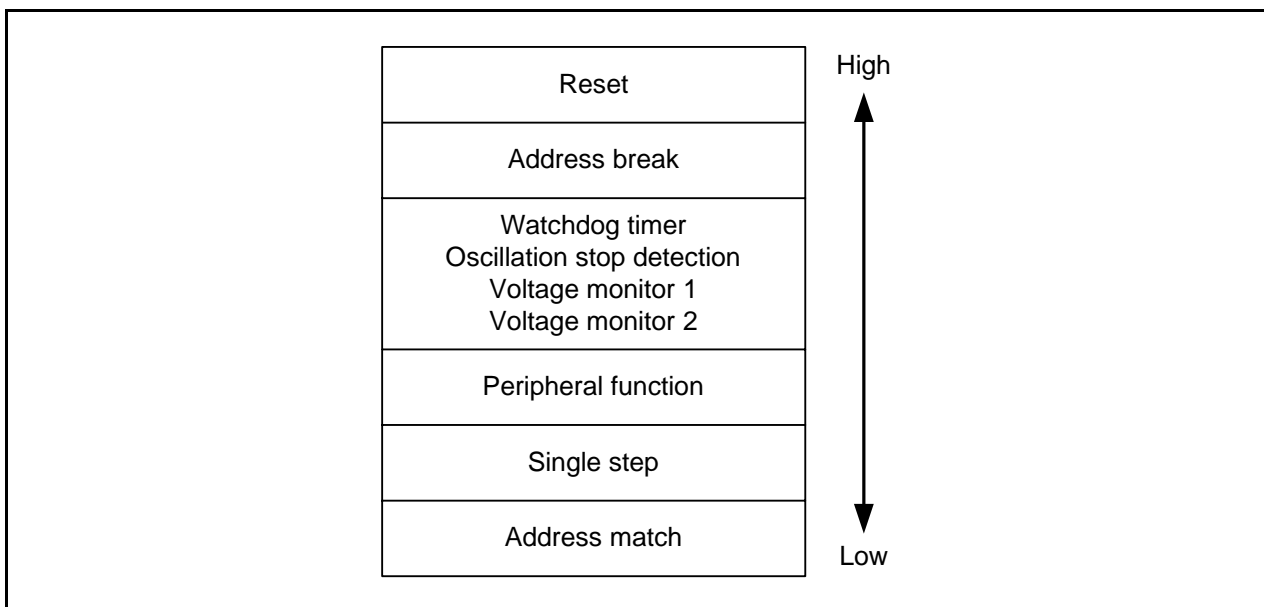 Reset
High
Address break
Watchdog timer
Oscillation stop detection
Voltage monitor 1
Voltage monitor 2
Peripheral function
Single step
Address match
Low